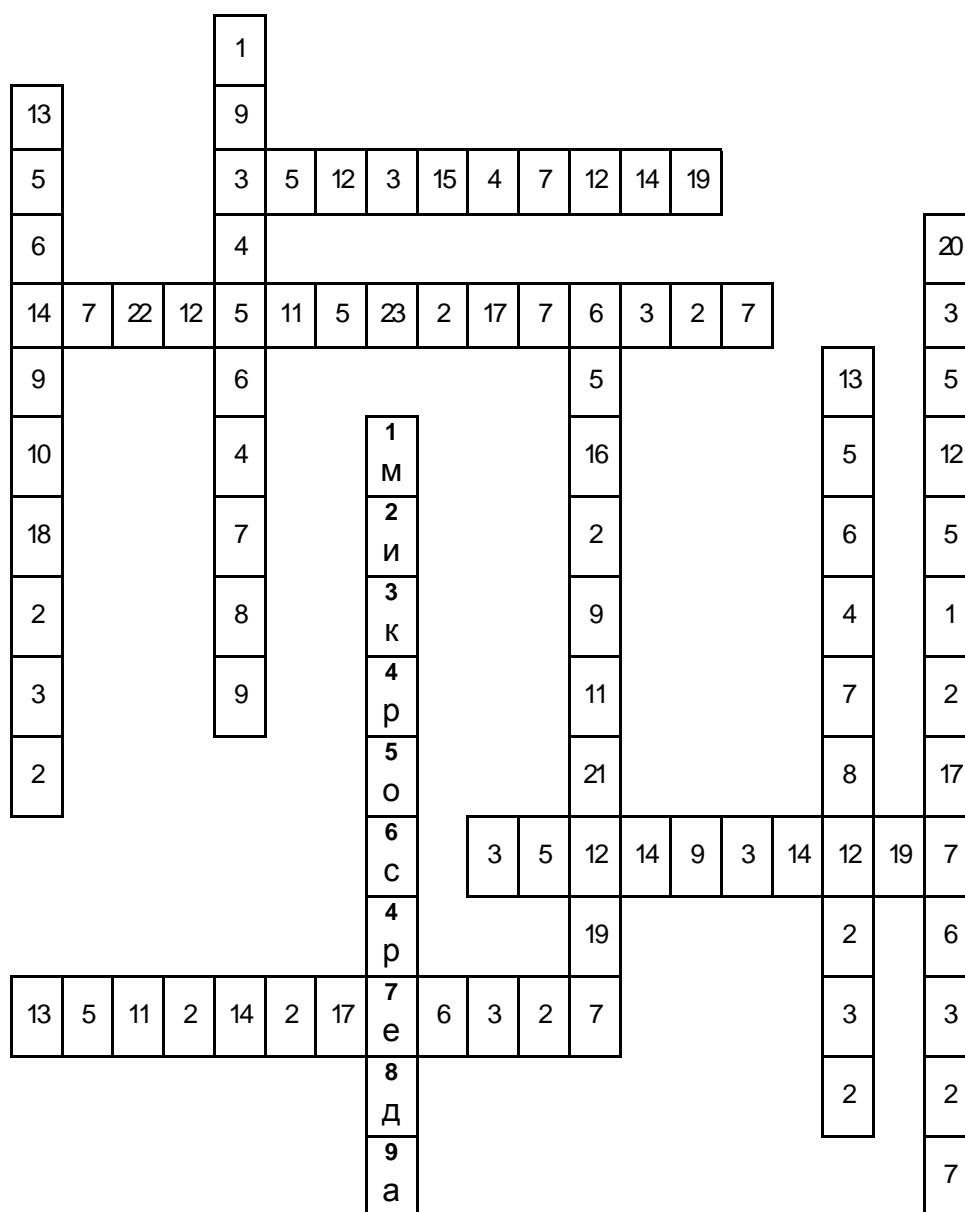 1
13 9
5 3 5 12 3 15 4 7 12 14 19
6 4 20
14 7 22 12 5 11 5 23 2 17 7 6 3 2 7 3
9 6 5 13 5
10 4 1 м 16 5 12
18 7 2 и 2 6 5
2 8 3 к 9 4 1
3 9 4 р 11 7 2
2 5 о 21 8 17
6 с 3 5 12 14 9 3 14 12 19 7
4 р 19 2 6
13 5 11 2 14 2 17 7 е 6 3 2 7 3 3
8 д 2 2
9 а 7